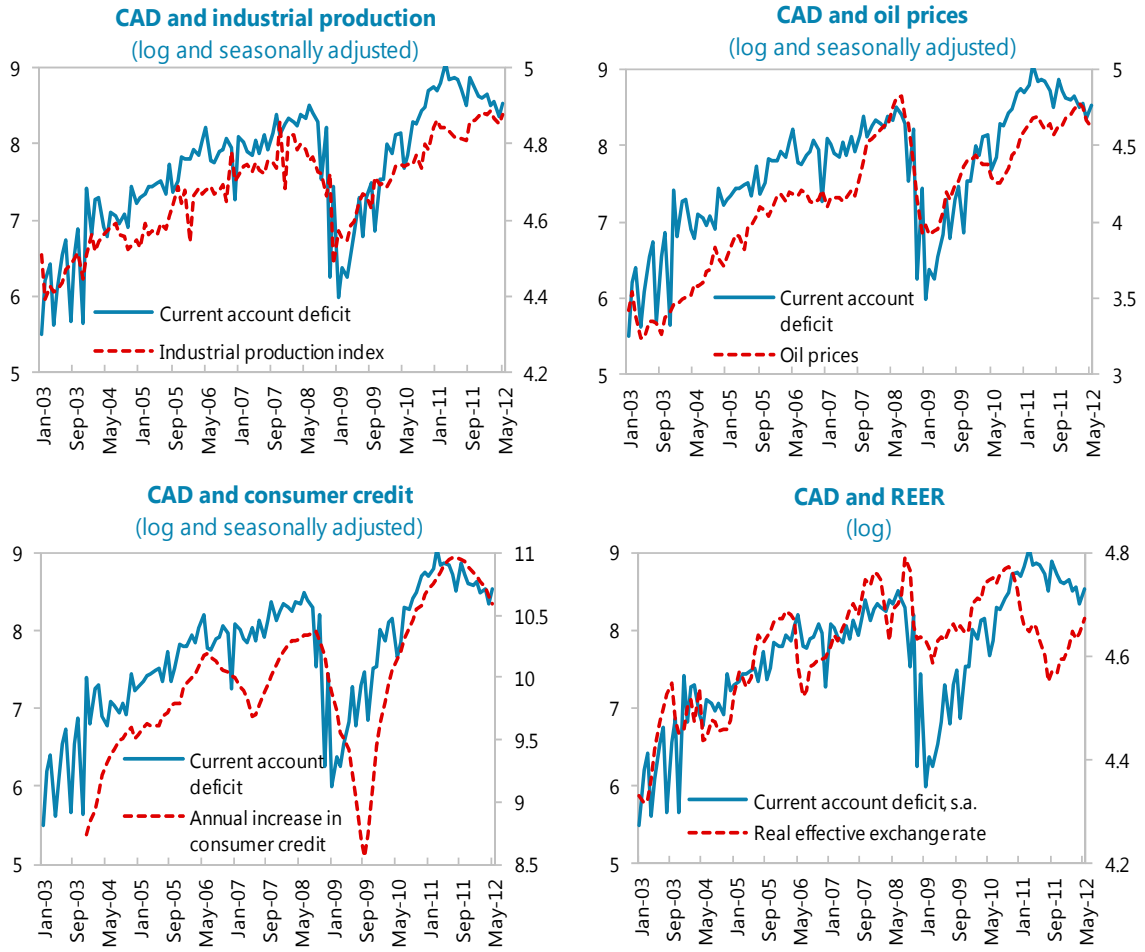 CAD and industrial production
(log and seasonally adjusted)
9
8
7
6
5
5
4.8
4.6
4.4
4.2
Current account deficit
Industrial production index
Jan-03
Sep-03
May-04
Jan-05
Sep-05
May-06
Jan-07
Sep-07
May-08
Jan-09
Sep-09
May-10
Jan-11
Sep-11
May-12
CAD and oil prices
(log and seasonally adjusted)
9
8
7
6
5
5
4.5
4
3.5
3
Current account
deficit
Oil prices
Jan-03
Sep-03
May-04
Jan-05
Sep-05
May-06
Jan-07
Sep-07
May-08
Jan-09
Sep-09
May-10
Jan-11
Sep-11
May-12
CAD and consumer credit
(log and seasonally adjusted)
9
8
7
6
5
11
10.5
10
9.5
9
8.5
Current account
deficit
Annual increase in
consumer credit
Jan-03
Sep-03
May-04
Jan-05
Sep-05
May-06
Jan-07
Sep-07
May-08
Jan-09
Sep-09
May-10
Jan-11
Sep-11
May-12
CAD and REER
(log)
9
8
7
6
5
4.8
4.6
4.4
4.2
Current account deficit, s.a.
Real effective exchange rate
Jan-03
Sep-03
May-04
Jan-05
Sep-05
May-06
Jan-07
Sep-07
May-08
Jan-09
Sep-09
May-10
Jan-11
Sep-11
May-12